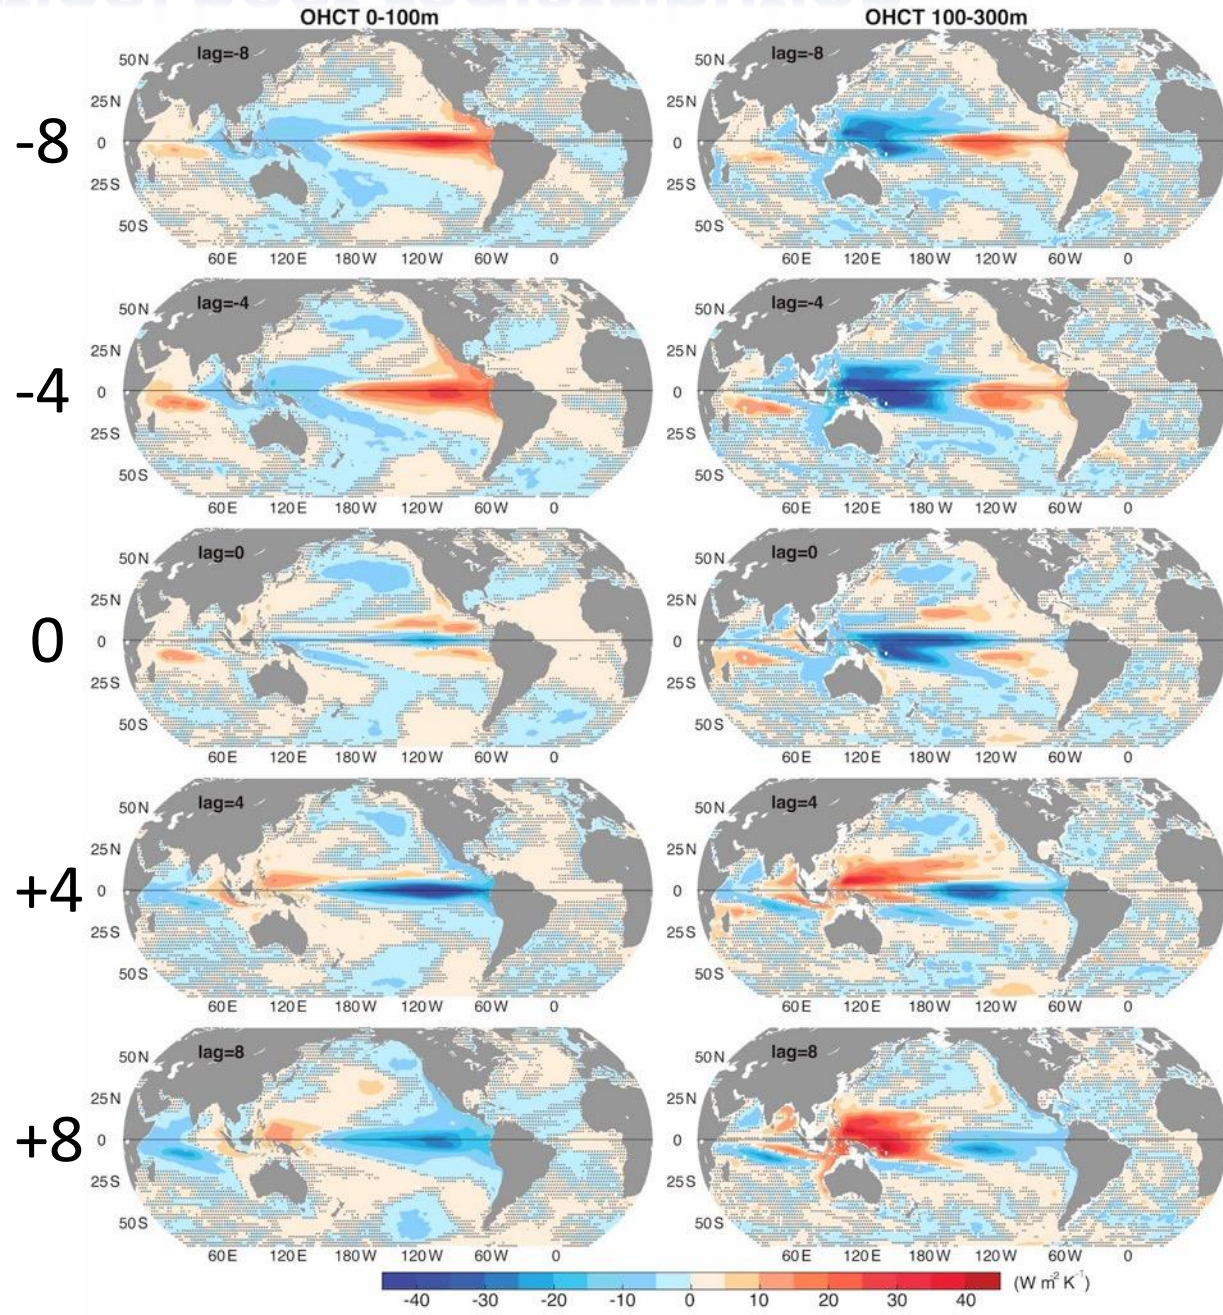 OHCT 0-100m OHCT 100-300m
-8
lag=-8 lag=-8
50N 50N
25N 25N
0 0
25S 25S
50S 50S
60E 120E 180W 120W 60W 0 60E 120E 180W 120W 60W 0
-4
lag=-4 lag=-4
50N 50N
25N 25N
0 0
25S 25S
50S 50S
60E 120E 180W 120W 60W 0 60E 120E 180W 120W 60W 0
0
lag=0 lag=0
50N 50N
25N 25N
0 0
25S 25S
50S 50S
60E 120E 180W 120W 60W 0 60E 120E 180W 120W 60W 0
+4
lag=4 lag=4
50N 50N
25N 25N
0 0
25S 25S
50S 50S
60E 120E 180W 120W 60W 0 60E 120E 180W 120W 60W 0
+8
lag=8 lag=8
50N 50N
25N 25N
0 0
25S 25S
50S 50S
60E 120E 180W 120W 60W 0 60E 120E 180W 120W 60W 0
-40 -30 -20 -10 0 10 20 30 40 (W m⁻² K⁻¹)